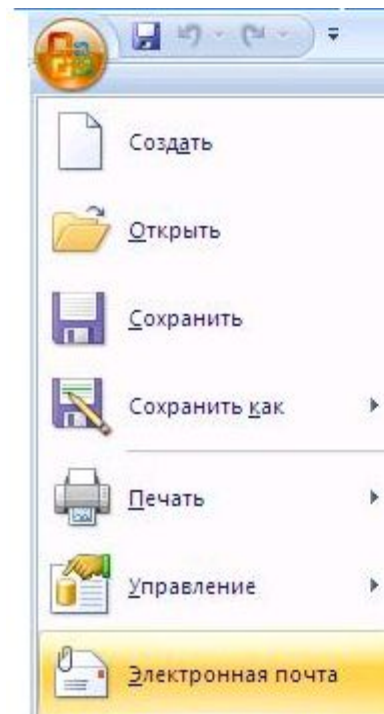 Создать
Открыть
Сохранить
Сохранить как
Печать
Управление
Электронная почта